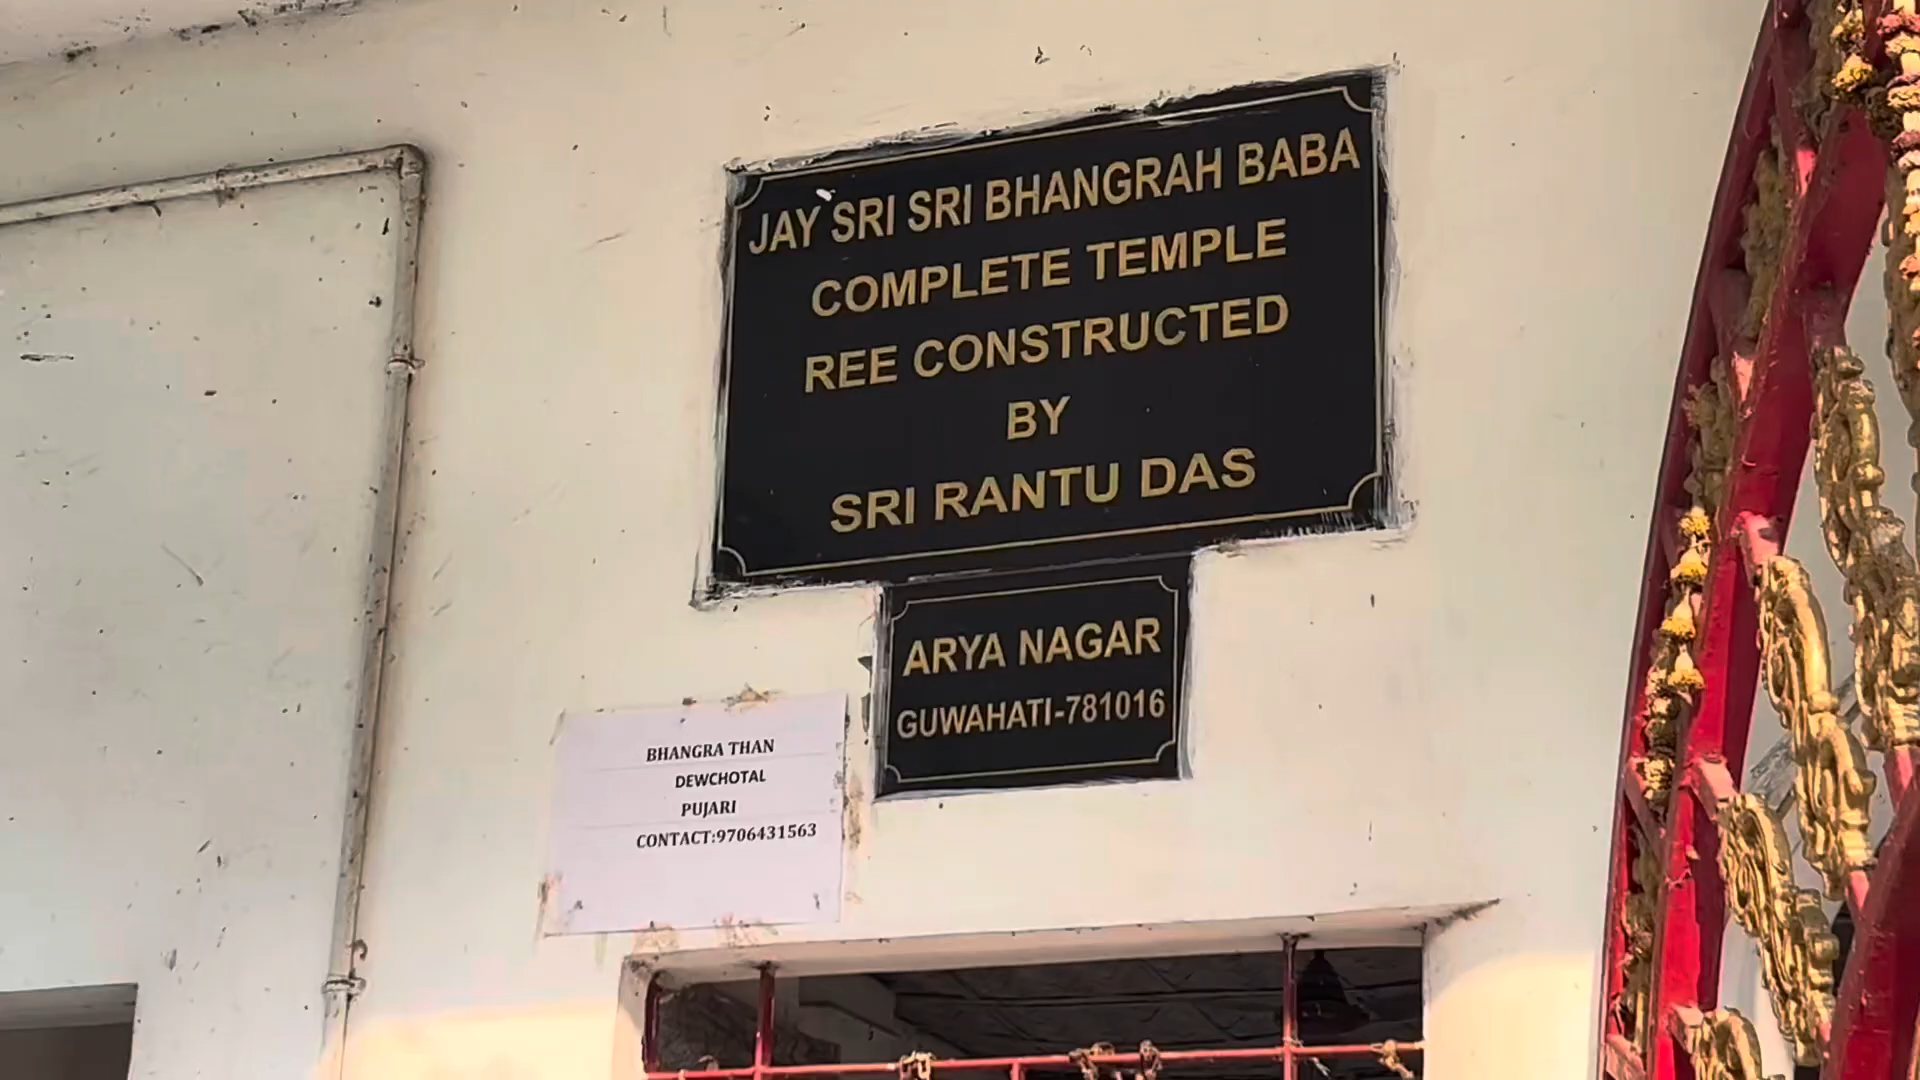 JAY SRI SRI BHANGRAH BABA
COMPLETE TEMPLE
REE CONSTRUCTED
BY
SRI RANTU DAS
ARYA NAGAR
GUWAHATI-781016
BHANGRA THAN
DEWCHOTAL
PUJARI
CONTACT:9706431563